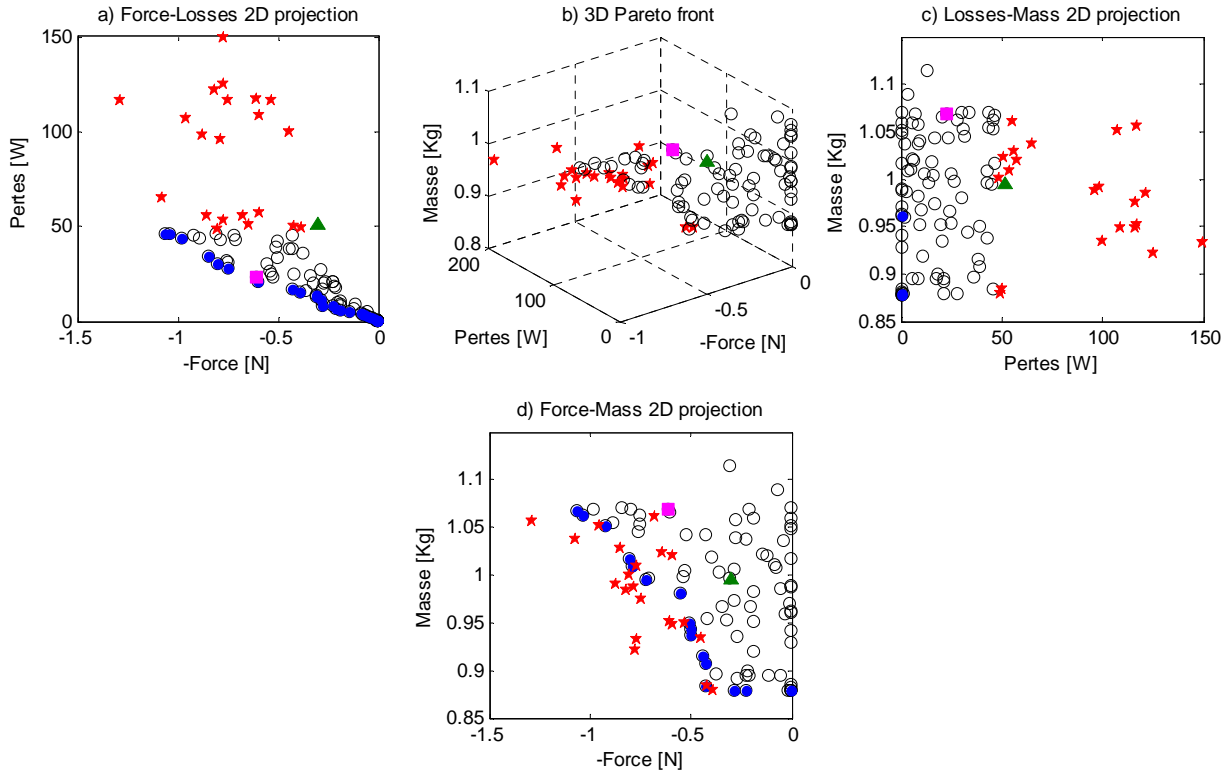 a) Force-Losses 2D projection
150
100
50
0
Pertes [W]
-1
-0.5
0
-Force [N]
b) 3D Pareto front
1.1
1
0.9
0.8
Masse [Kg]
200
100
0
Pertes [W]
-1
-0.5
0
-Force [N]
c) Losses-Mass 2D projection
1.1
1.05
1
0.95
0.9
0.85
Masse [Kg]
0
50
100
150
Pertes [W]
d) Force-Mass 2D projection
1.1
1.05
1
0.95
0.9
0.85
Masse [Kg]
-1.5
-1
-0.5
0
-Force [N]